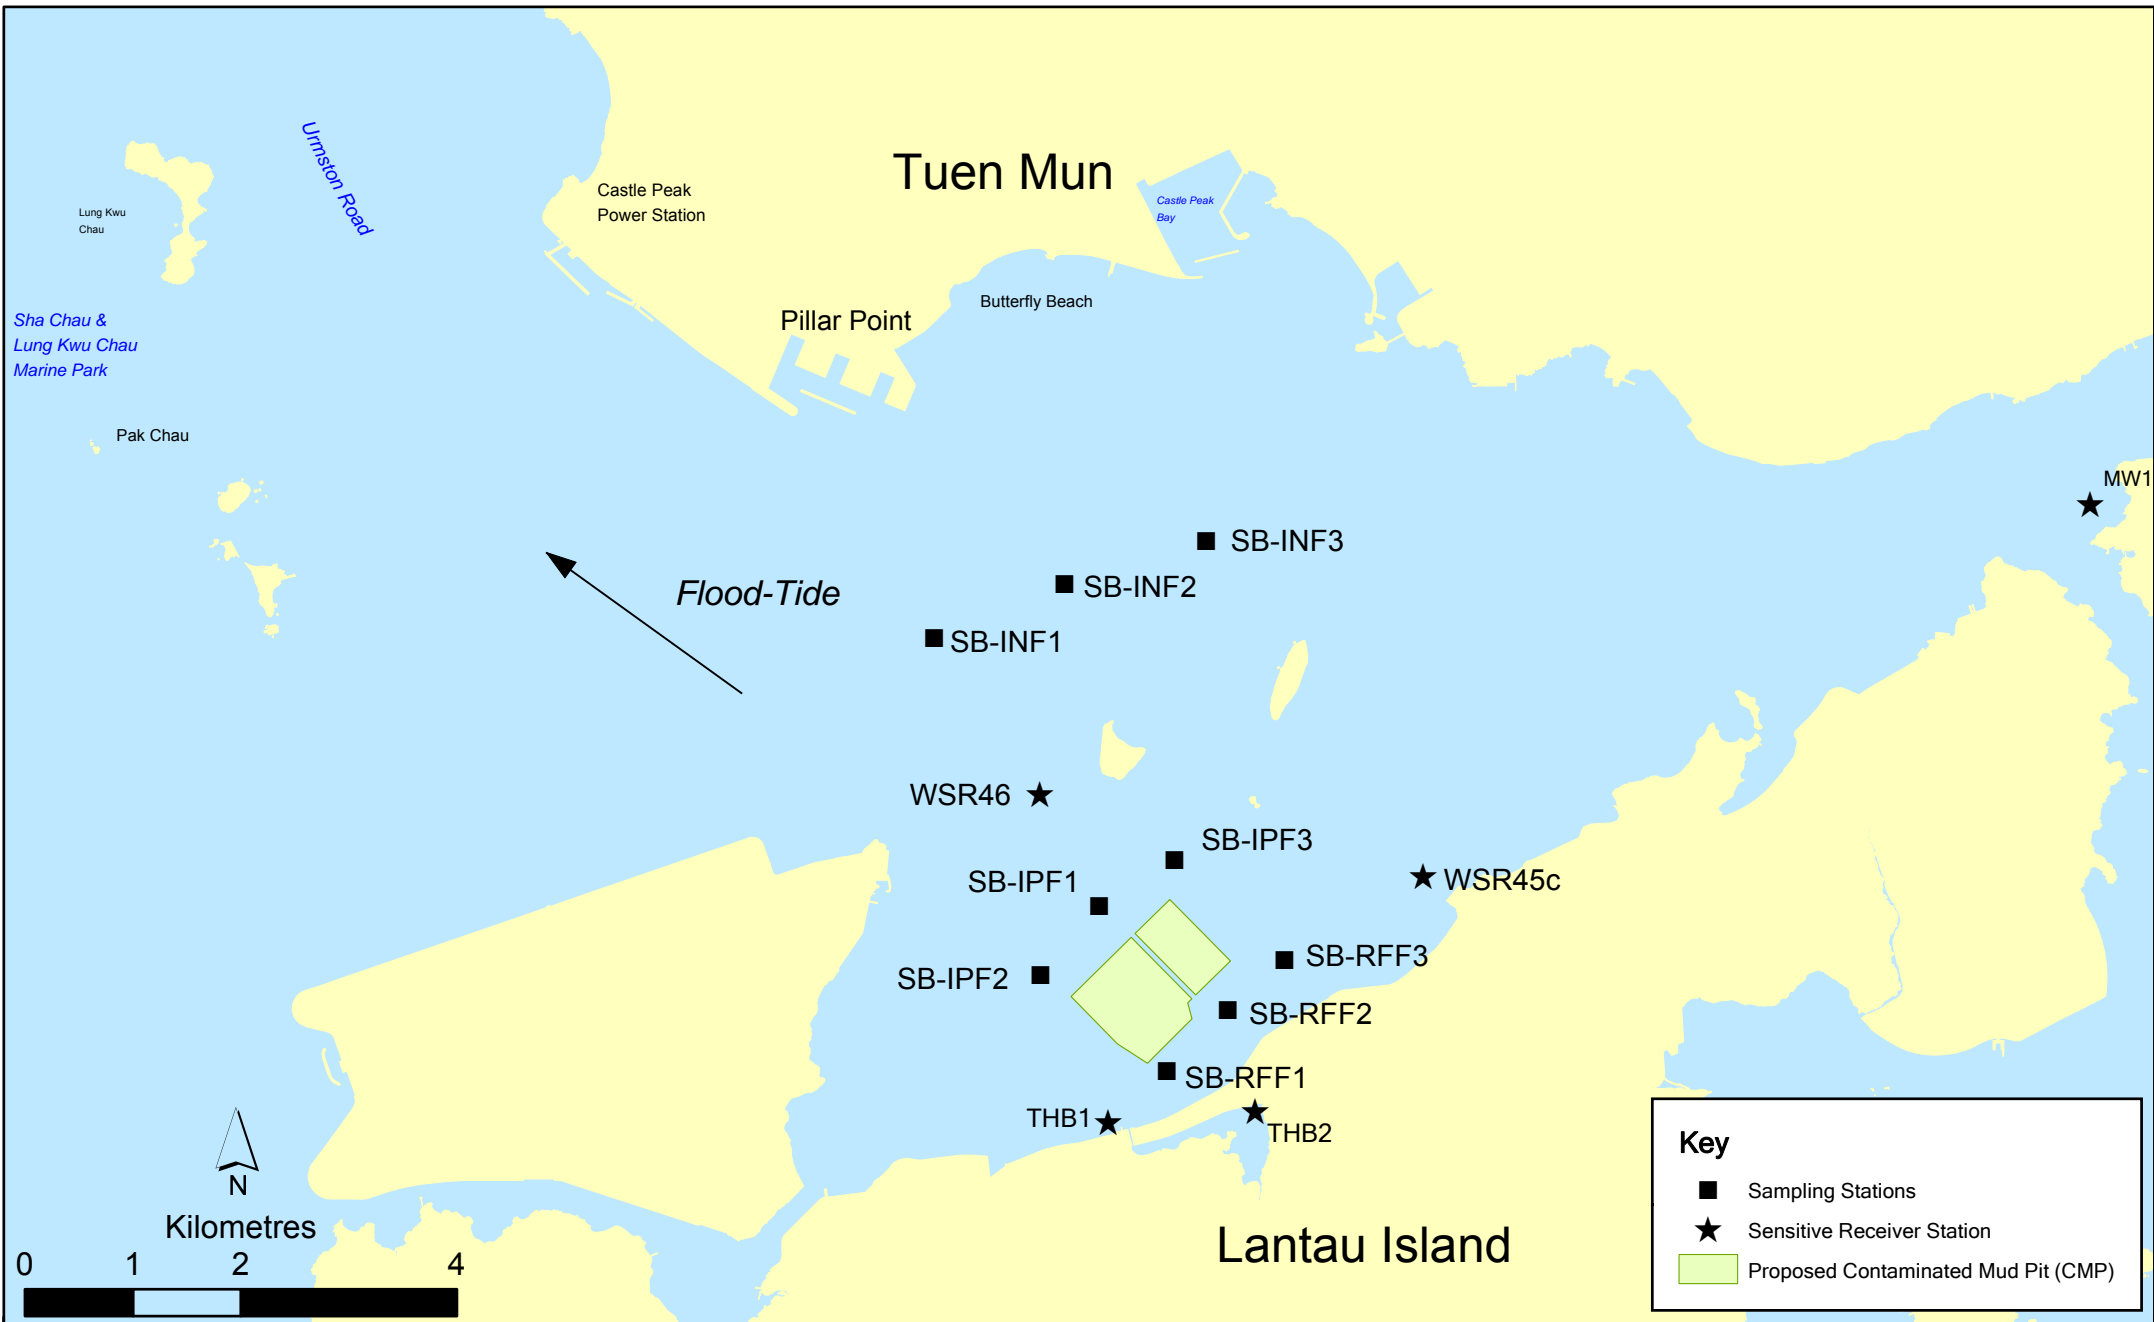 Urmston Road
Tuen Mun
Castle Peak
Power Station
Castle Peak
Bay
Lung Kwu
Chau
Butterfly Beach
Pillar Point
Sha Chau &
Lung Kwu Chau
Marine Park
Pak Chau
MW1
SB-INF3
Flood-Tide
SB-INF2
SB-INF1
WSR46
SB-IPF3
SB-IPF1
WSR45c
SB-IPF2
SB-RFF3
SB-RFF2
SB-RFF1
THB1
THB2
N
Kilometres
0 1 2 4
Lantau Island
Key
Sampling Stations
Sensitive Receiver Station
Proposed Contaminated Mud Pit (CMP)